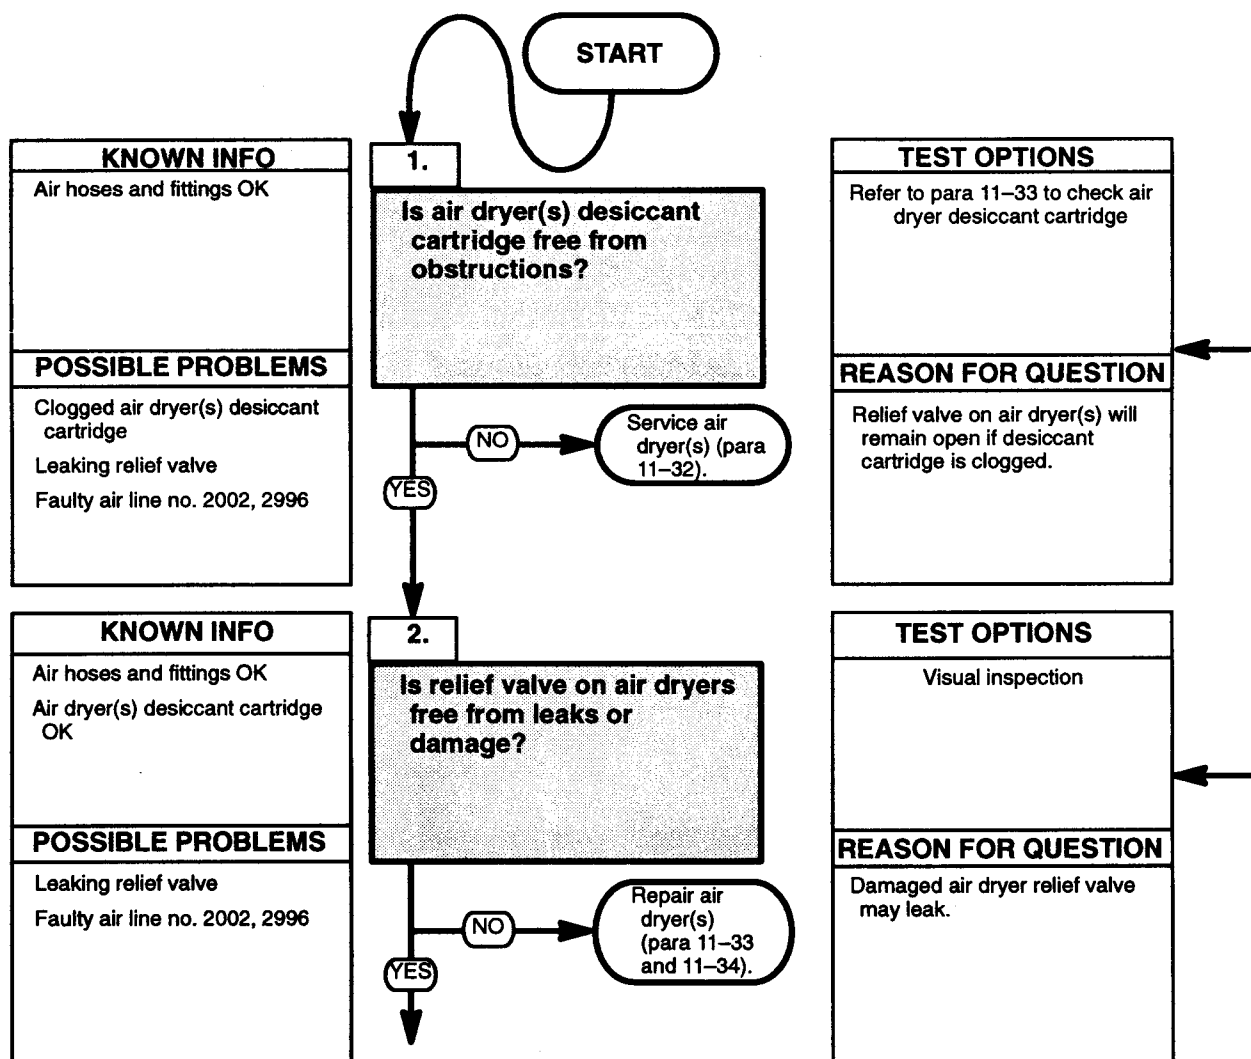 START
KNOWN INFO
Air hoses and fittings OK
POSSIBLE PROBLEMS
Clogged air dryer(s) desiccant
cartridge
Leaking relief valve
Faulty air line no. 2002, 2996
1.
Is air dryer(s) desiccant
cartridge free from
obstructions?
NO
Service air
dryer(s) (para
11–32).
YES
TEST OPTIONS
Refer to para 11–33 to check air
dryer desiccant cartridge
REASON FOR QUESTION
Relief valve on air dryer(s) will
remain open if desiccant
cartridge is clogged.
KNOWN INFO
Air hoses and fittings OK
Air dryer(s) desiccant cartridge
OK
POSSIBLE PROBLEMS
Leaking relief valve
Faulty air line no. 2002, 2996
2.
Is relief valve on air dryers
free from leaks or
damage?
NO
Repair air
dryer(s)
(para 11–33
and 11–34).
YES
TEST OPTIONS
Visual inspection
REASON FOR QUESTION
Damaged air dryer relief valve
may leak.